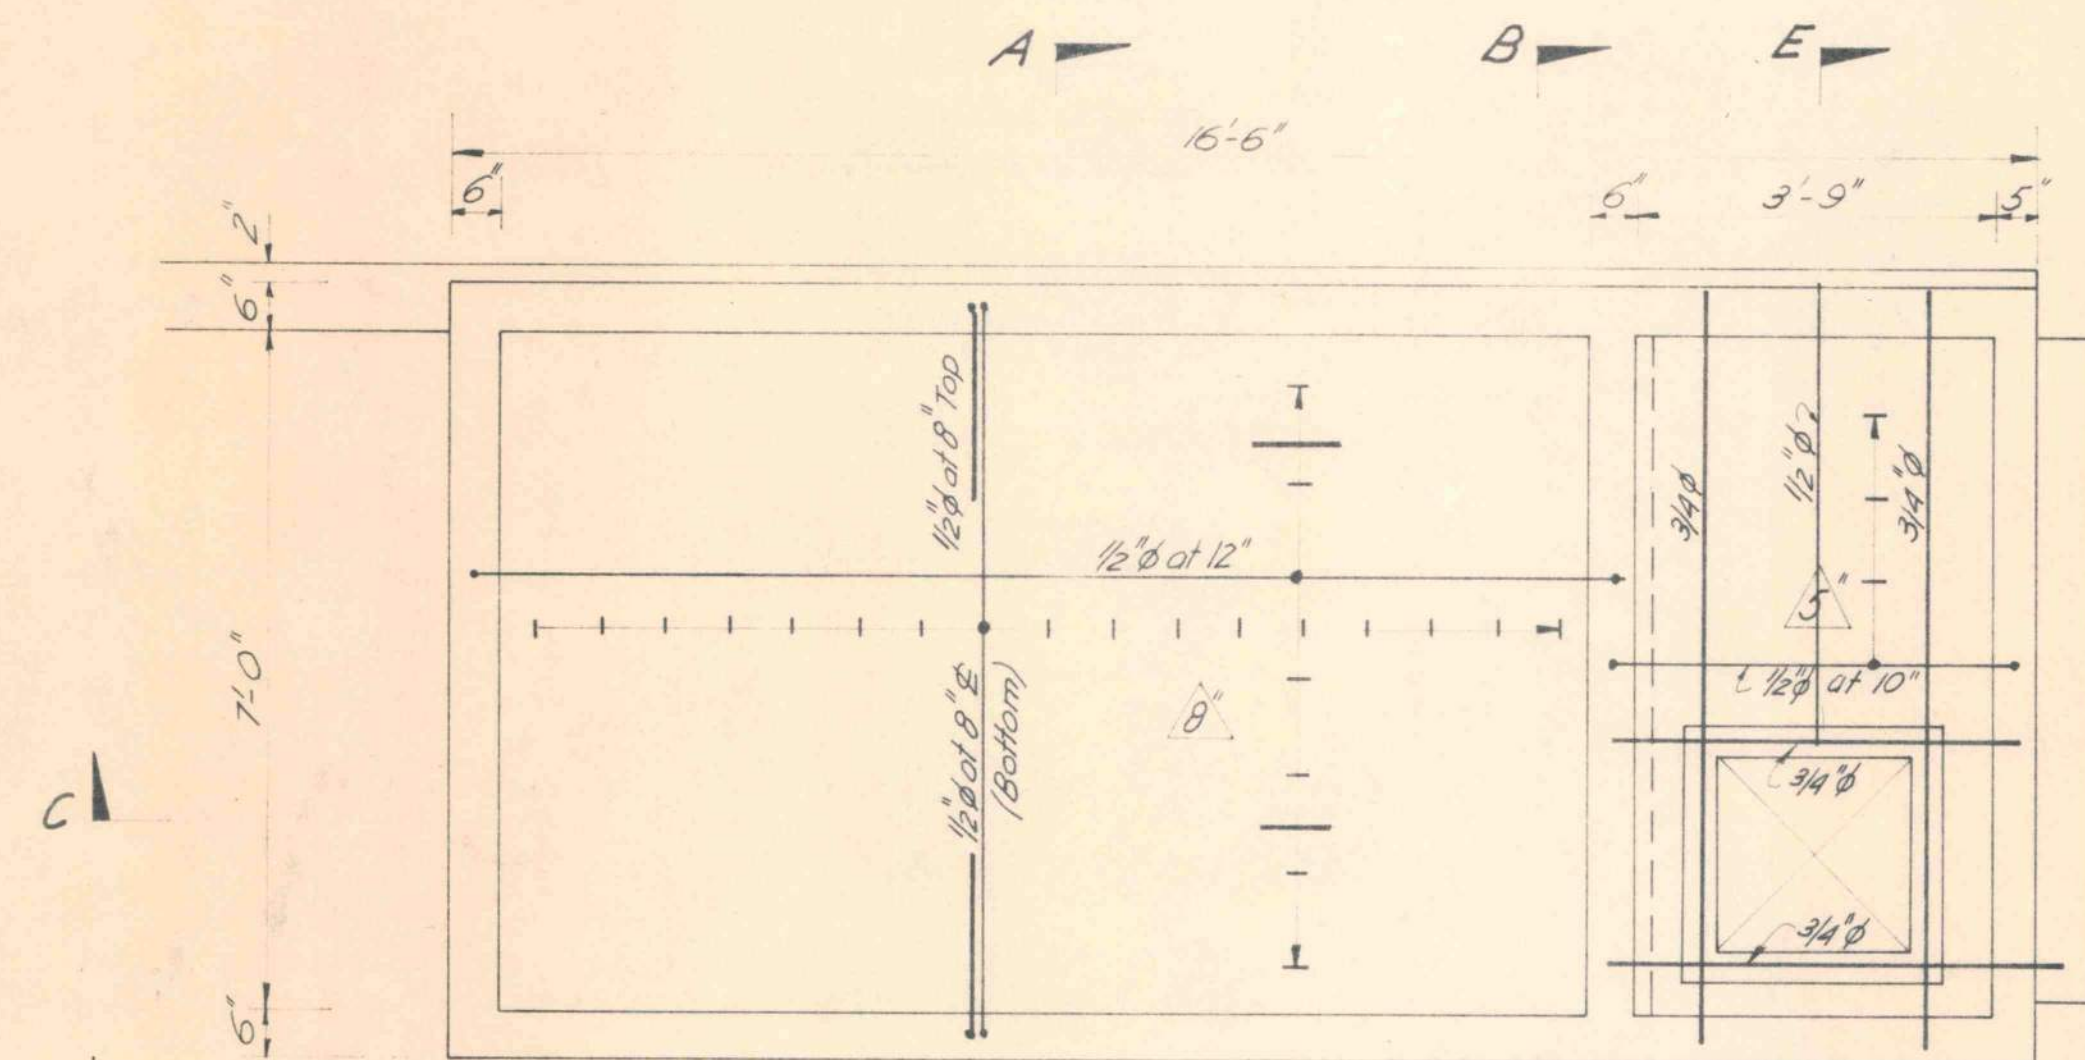 A
B
E
16'-6"
6"
6"
3'-9"
5"
2"
6"
1/2"ø at 8" Top
1/2" ø
3/4 ø
3/4"ø
1/2"ø at 12"
5"
7'-0"
1/2"ø at 8" ℄
(Bottom)
8"
1/2"ø at 10"
C
3/4"ø
3/4"ø
6"